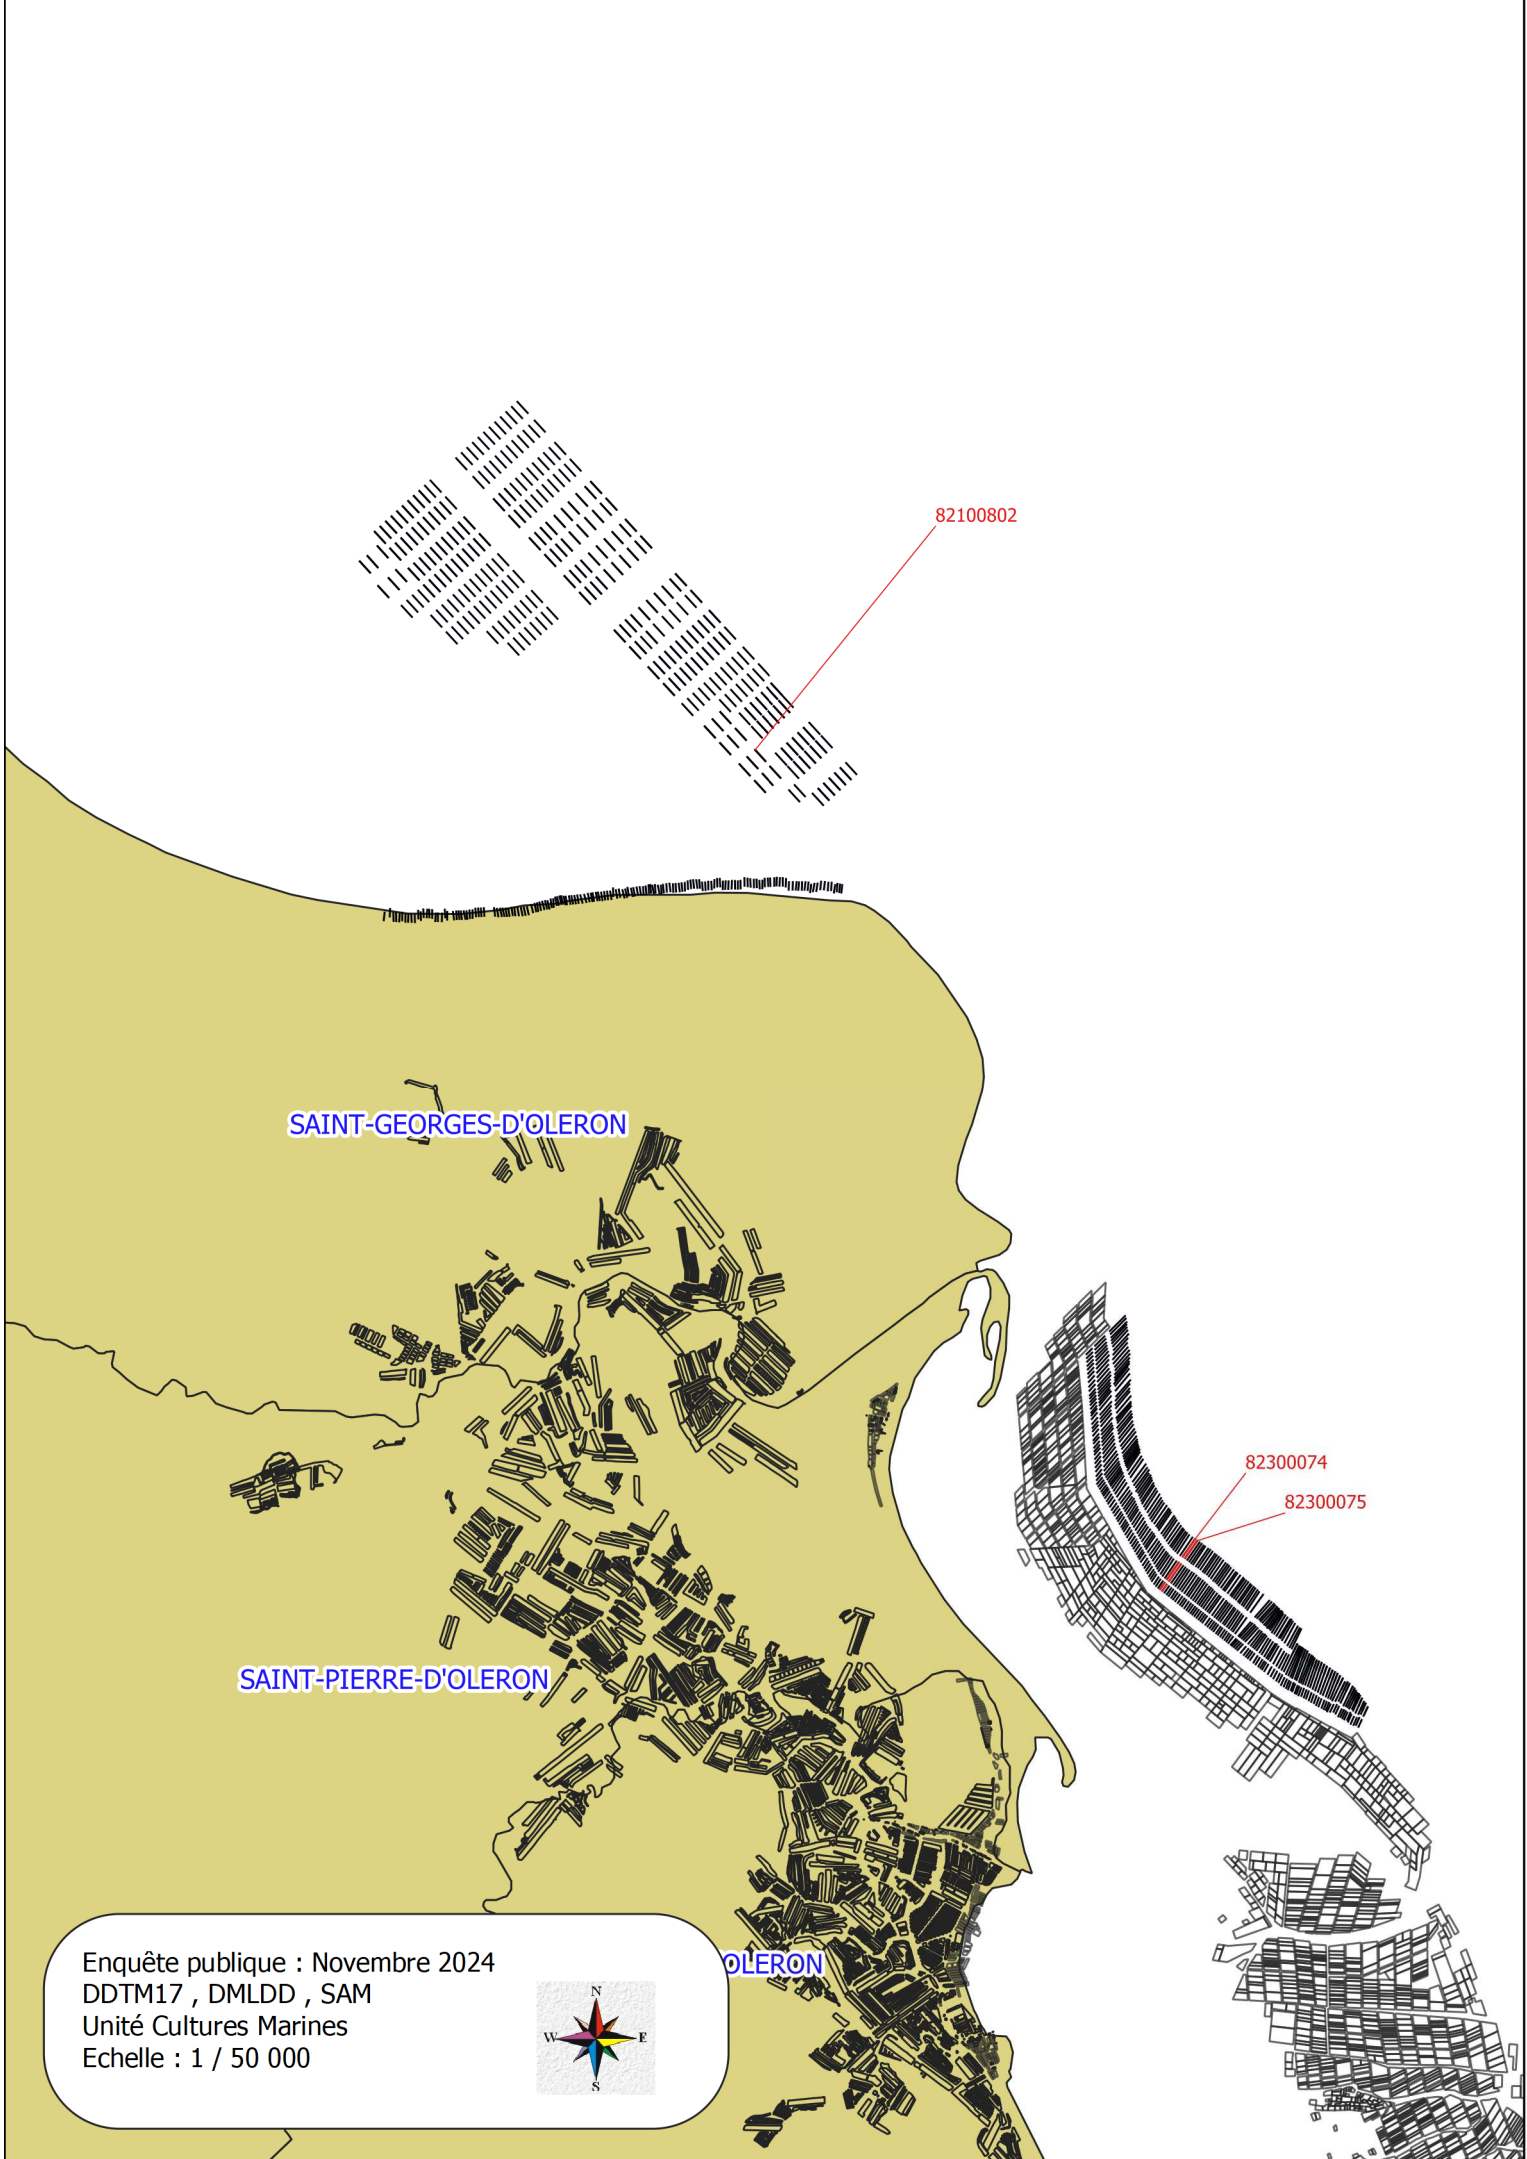 82100802
SAINT-GEORGES-D'OLERON
82300074
82300075
SAINT-PIERRE-D'OLERON
OLERON
Enquête publique : Novembre 2024
DDTM17 , DMLDD , SAM
Unité Cultures Marines
Echelle : 1 / 50 000
N
W E
S